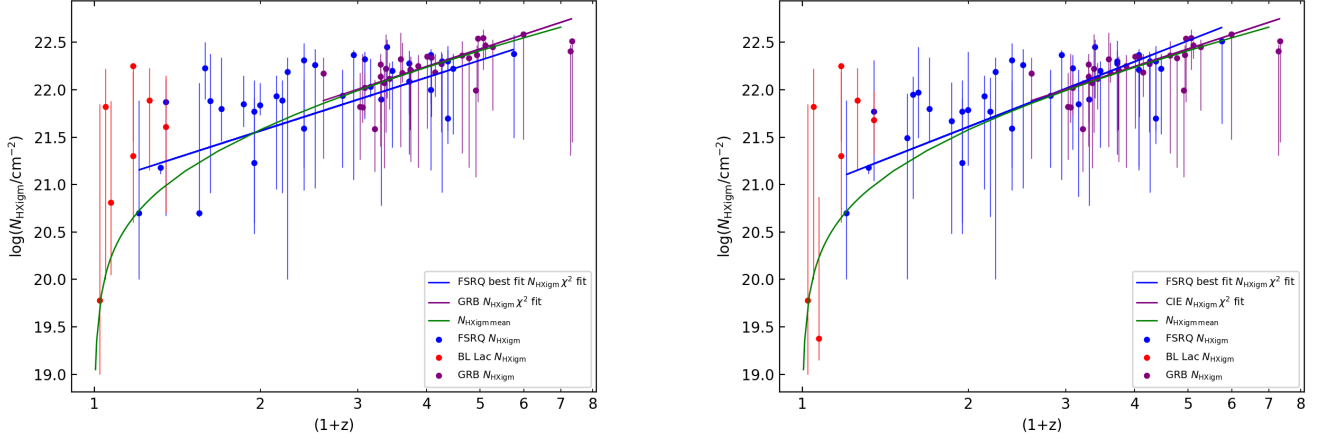 log(N_HXigm/cm⁻²)
22.5
22.0
21.5
21.0
20.5
20.0
19.5
19.0
FSRQ best fit N_HXigm χ² fit
GRB N_HXigm χ² fit
N_HXigm mean
FSRQ N_HXigm
BL Lac N_HXigm
GRB N_HXigm
1 2 3 4 5 6 7 8
(1+z)
log(N_HXigm/cm⁻²)
22.5
22.0
21.5
21.0
20.5
20.0
19.5
19.0
FSRQ best fit N_HXigm χ² fit
CIE N_HXigm χ² fit
N_HXigm mean
FSRQ N_HXigm
BL Lac N_HXigm
GRB N_HXigm
1 2 3 4 5 6 7 8
(1+z)